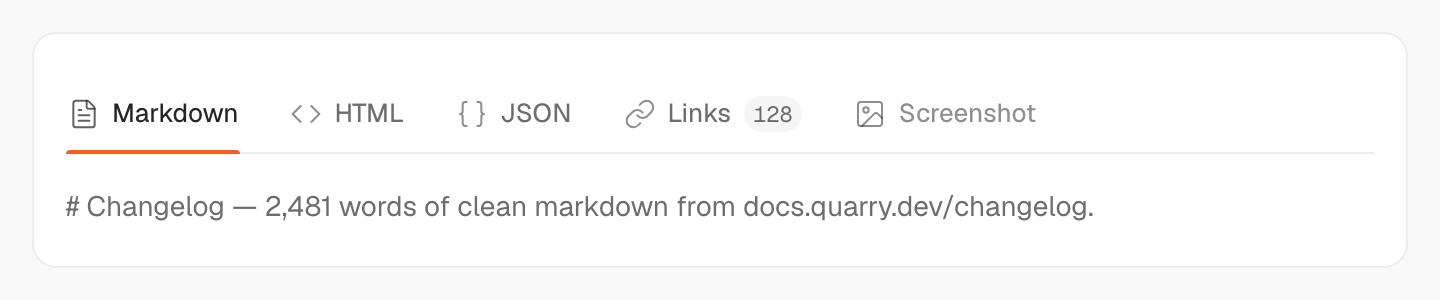 Markdown HTML JSON Links 128 Screenshot
# Changelog — 2,481 words of clean markdown from docs.quarry.dev/changelog.